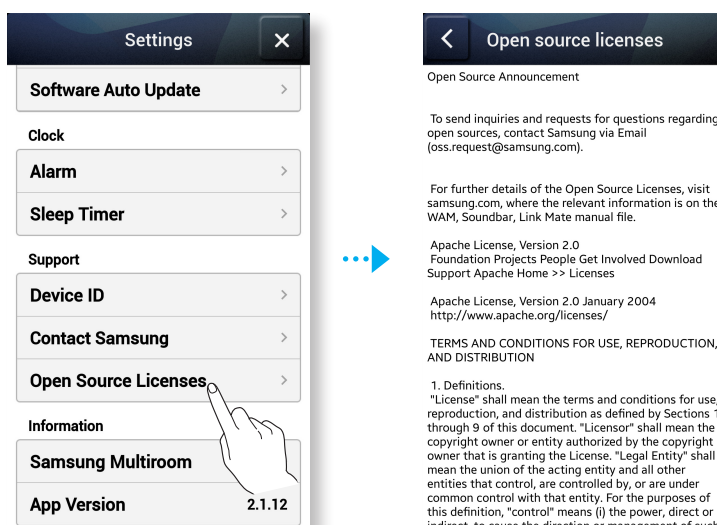 Settings
Software Auto Update
Clock
Alarm
Sleep Timer
Support
Device ID
Contact Samsung
Open Source Licenses
Information
Samsung Multiroom
App Version 2.1.12
Open source licenses
Open Source Announcement
To send inquiries and requests for questions regarding
open sources, contact Samsung via Email
(oss.request@samsung.com).
For further details of the Open Source Licenses, visit
samsung.com, where the relevant information is on the
WAM, Soundbar, Link Mate manual file.
Apache License, Version 2.0
Foundation Projects People Get Involved Download
Support Apache Home >> Licenses
Apache License, Version 2.0 January 2004
http://www.apache.org/licenses/
TERMS AND CONDITIONS FOR USE, REPRODUCTION,
AND DISTRIBUTION
1. Definitions.
"License" shall mean the terms and conditions for use,
reproduction, and distribution as defined by Sections 1
through 9 of this document. "Licensor" shall mean the
copyright owner or entity authorized by the copyright
owner that is granting the License. "Legal Entity" shall
mean the union of the acting entity and all other
entities that control, are controlled by, or are under
common control with that entity. For the purposes of
this definition, "control" means (i) the power, direct or
indirect, to cause the direction or management of such